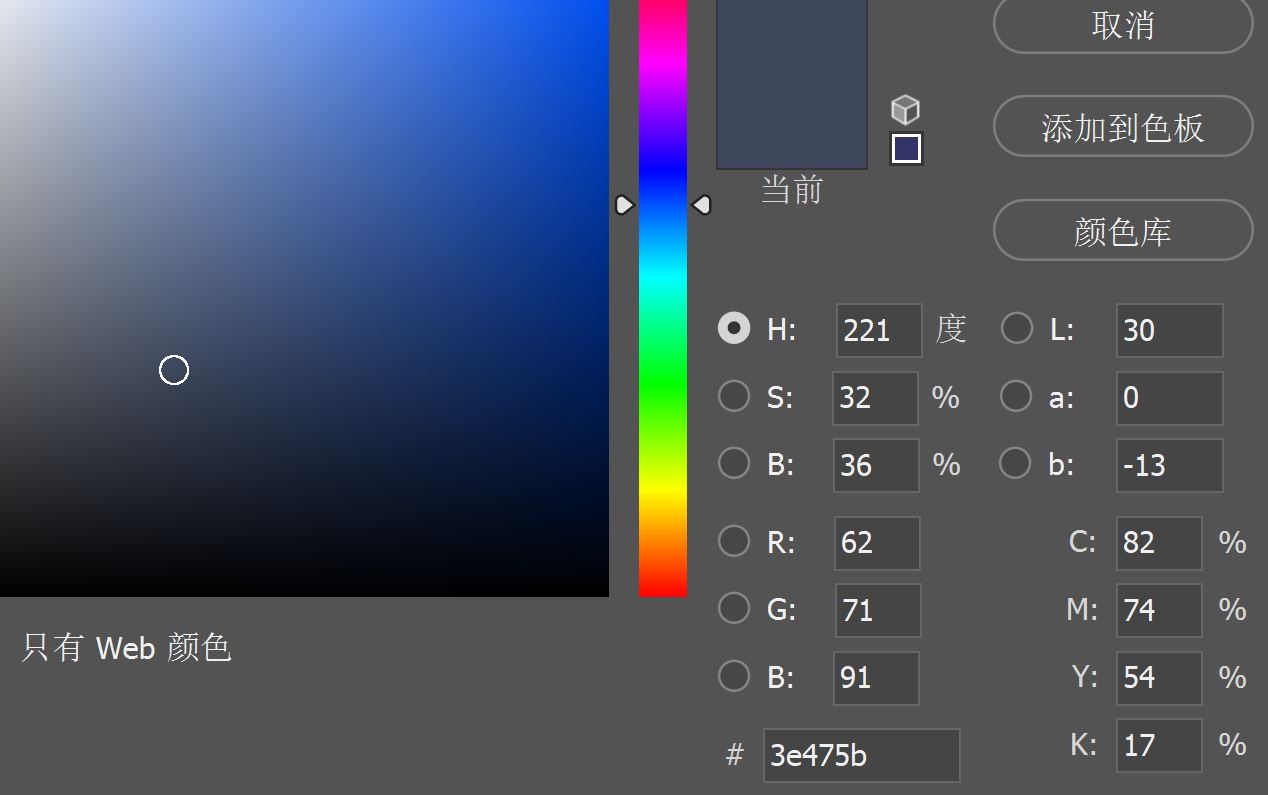 取消
添加到色板
当前
颜色库
H: 221 度 L: 30
S: 32 % a: 0
B: 36 % b: -13
R: 62 C: 82 %
G: 71 M: 74 %
B: 91 Y: 54 %
只有 Web 颜色
# 3e475b K: 17 %